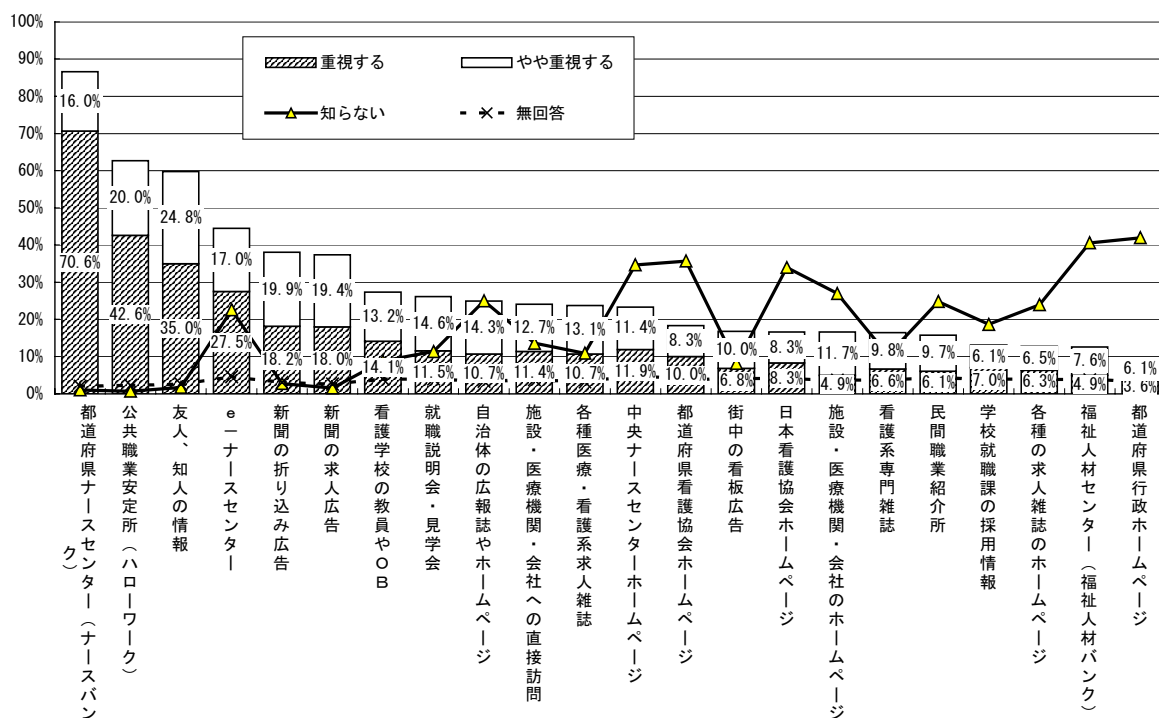 100%
90%
80%
70%
60%
50%
40%
30%
20%
10%
0%
重視する
やや重視する
知らない
無回答
16.0%
70.6%
20.0%
42.6%
24.8%
35.0%
17.0%
27.5%
19.9%
18.2%
19.4%
18.0%
13.2%
14.1%
14.6%
11.5%
14.3%
10.7%
12.7%
11.4%
13.1%
10.7%
11.4%
11.9%
8.3%
10.0%
10.0%
6.8%
8.3%
8.3%
11.7%
4.9%
9.8%
6.6%
9.7%
6.1%
6.1%
7.0%
6.5%
6.3%
7.6%
4.9%
6.1%
3.6%
都道府県ナースセンター(ナースバン
ク)
公共職業安定所(ハローワーク)
友人、知人の情報
e-ナースセンター
新聞の折り込み広告
新聞の求人広告
看護学校の教員やOB
就職説明会・見学会
自治体の広報誌やホームページ
施設・医療機関・会社への直接訪問
各種医療・看護系求人雑誌
中央ナースセンターホームページ
都道府県看護協会ホームページ
街中の看板広告
日本看護協会ホームページ
施設・医療機関・会社のホームページ
看護系専門雑誌
民間職業紹介所
学校就職課の採用情報
各種の求人雑誌のホームページ
福祉人材センター(福祉人材バンク)
都道府県行政ホームページ